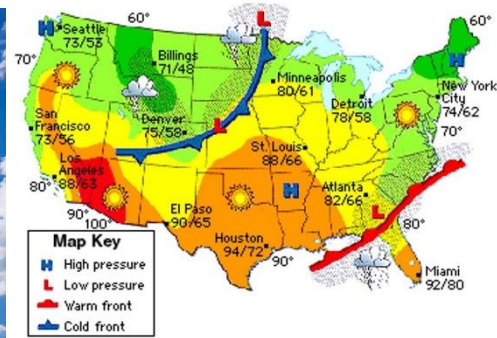 L
60°
60°
H
Seattle
73/53
Billings
71/48
H
70°
Minneapolis
80/61
New York
City
74/62
Detroit
78/58
San
Francisco
73/56
Denver
75/58
L
70°
St. Louis
88/66
Los
Angeles
88/63
80°
H
Atlanta
82/66
L
90°
100°
El Paso
90/65
80°
Houston
94/72
90°
Miami
92/80
Map Key
H High pressure
L Low pressure
Warm front
Cold front